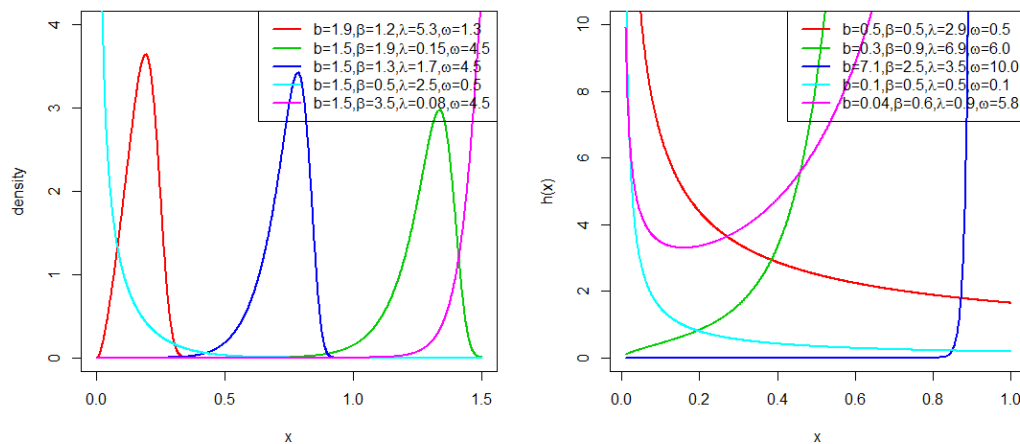 density
0
1
2
3
4
0.0
0.5
1.0
1.5
x
b=1.9,β=1.2,λ=5.3,φ=1.3
b=1.5,β=1.9,λ=0.15,φ=4.5
b=1.5,β=1.3,λ=1.7,φ=4.5
b=1.5,β=0.5,λ=2.5,φ=0.5
b=1.5,β=3.5,λ=0.08,φ=4.5
h(x)
0
2
4
6
8
10
0.0
0.2
0.4
0.6
0.8
1.0
x
b=0.5,β=0.5,λ=2.9,φ=0.5
b=0.3,β=0.9,λ=6.9,φ=6.0
b=7.1,β=2.5,λ=3.5,φ=10.0
b=0.1,β=0.5,λ=0.5,φ=0.1
b=0.04,β=0.6,λ=0.9,φ=5.8